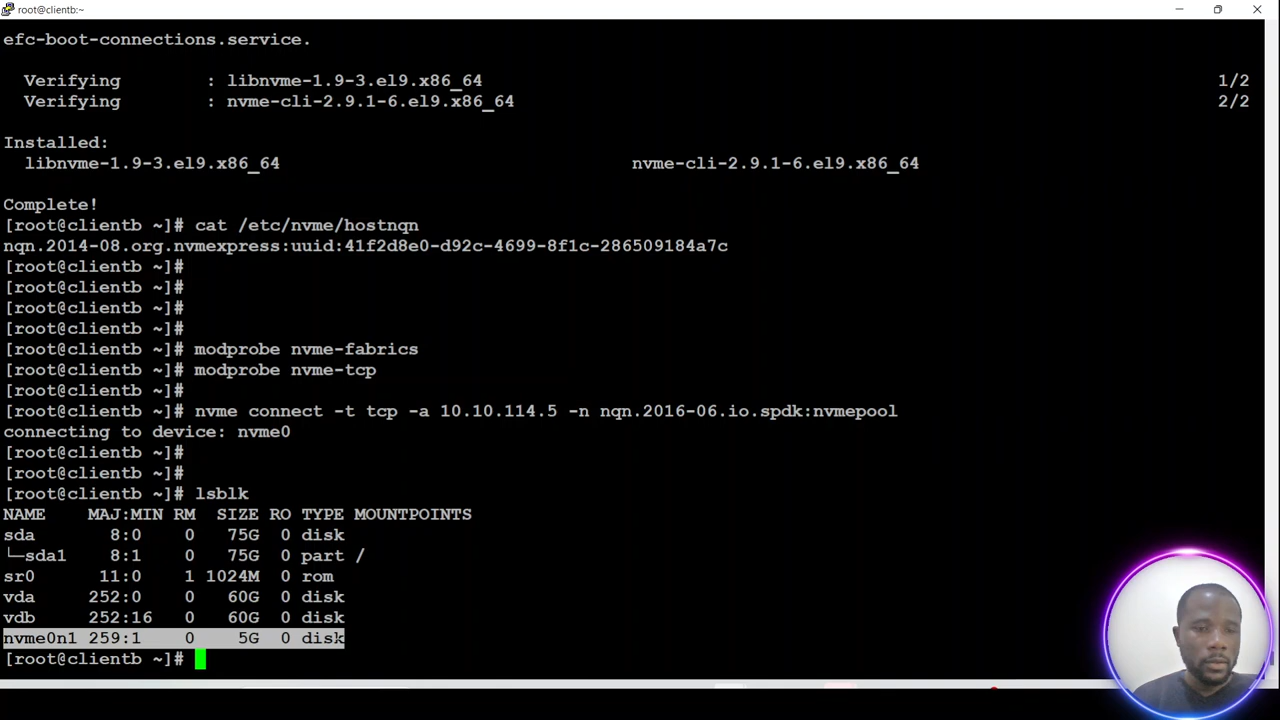 root@clientb:~
efc-boot-connections.service.
Verifying : libnvme-1.9-3.el9.x86_64 1/2
Verifying : nvme-cli-2.9.1-6.el9.x86_64 2/2
Installed:
libnvme-1.9-3.el9.x86_64 nvme-cli-2.9.1-6.el9.x86_64
Complete!
[root@clientb ~]# cat /etc/nvme/hostnqn
nqn.2014-08.org.nvmexpress:uuid:41f2d8e0-d92c-4699-8f1c-286509184a7c
[root@clientb ~]#
[root@clientb ~]#
[root@clientb ~]#
[root@clientb ~]#
[root@clientb ~]# modprobe nvme-fabrics
[root@clientb ~]# modprobe nvme-tcp
[root@clientb ~]#
[root@clientb ~]# nvme connect -t tcp -a 10.10.114.5 -n nqn.2016-06.io.spdk:nvmepool
connecting to device: nvme0
[root@clientb ~]#
[root@clientb ~]#
[root@clientb ~]# lsblk
NAME MAJ:MIN RM SIZE RO TYPE MOUNTPOINTS
sda 8:0 0 75G 0 disk
└─sda1 8:1 0 75G 0 part /
sr0 11:0 1 1024M 0 rom
vda 252:0 0 60G 0 disk
vdb 252:16 0 60G 0 disk
nvme0n1 259:1 0 5G 0 disk
[root@clientb ~]#